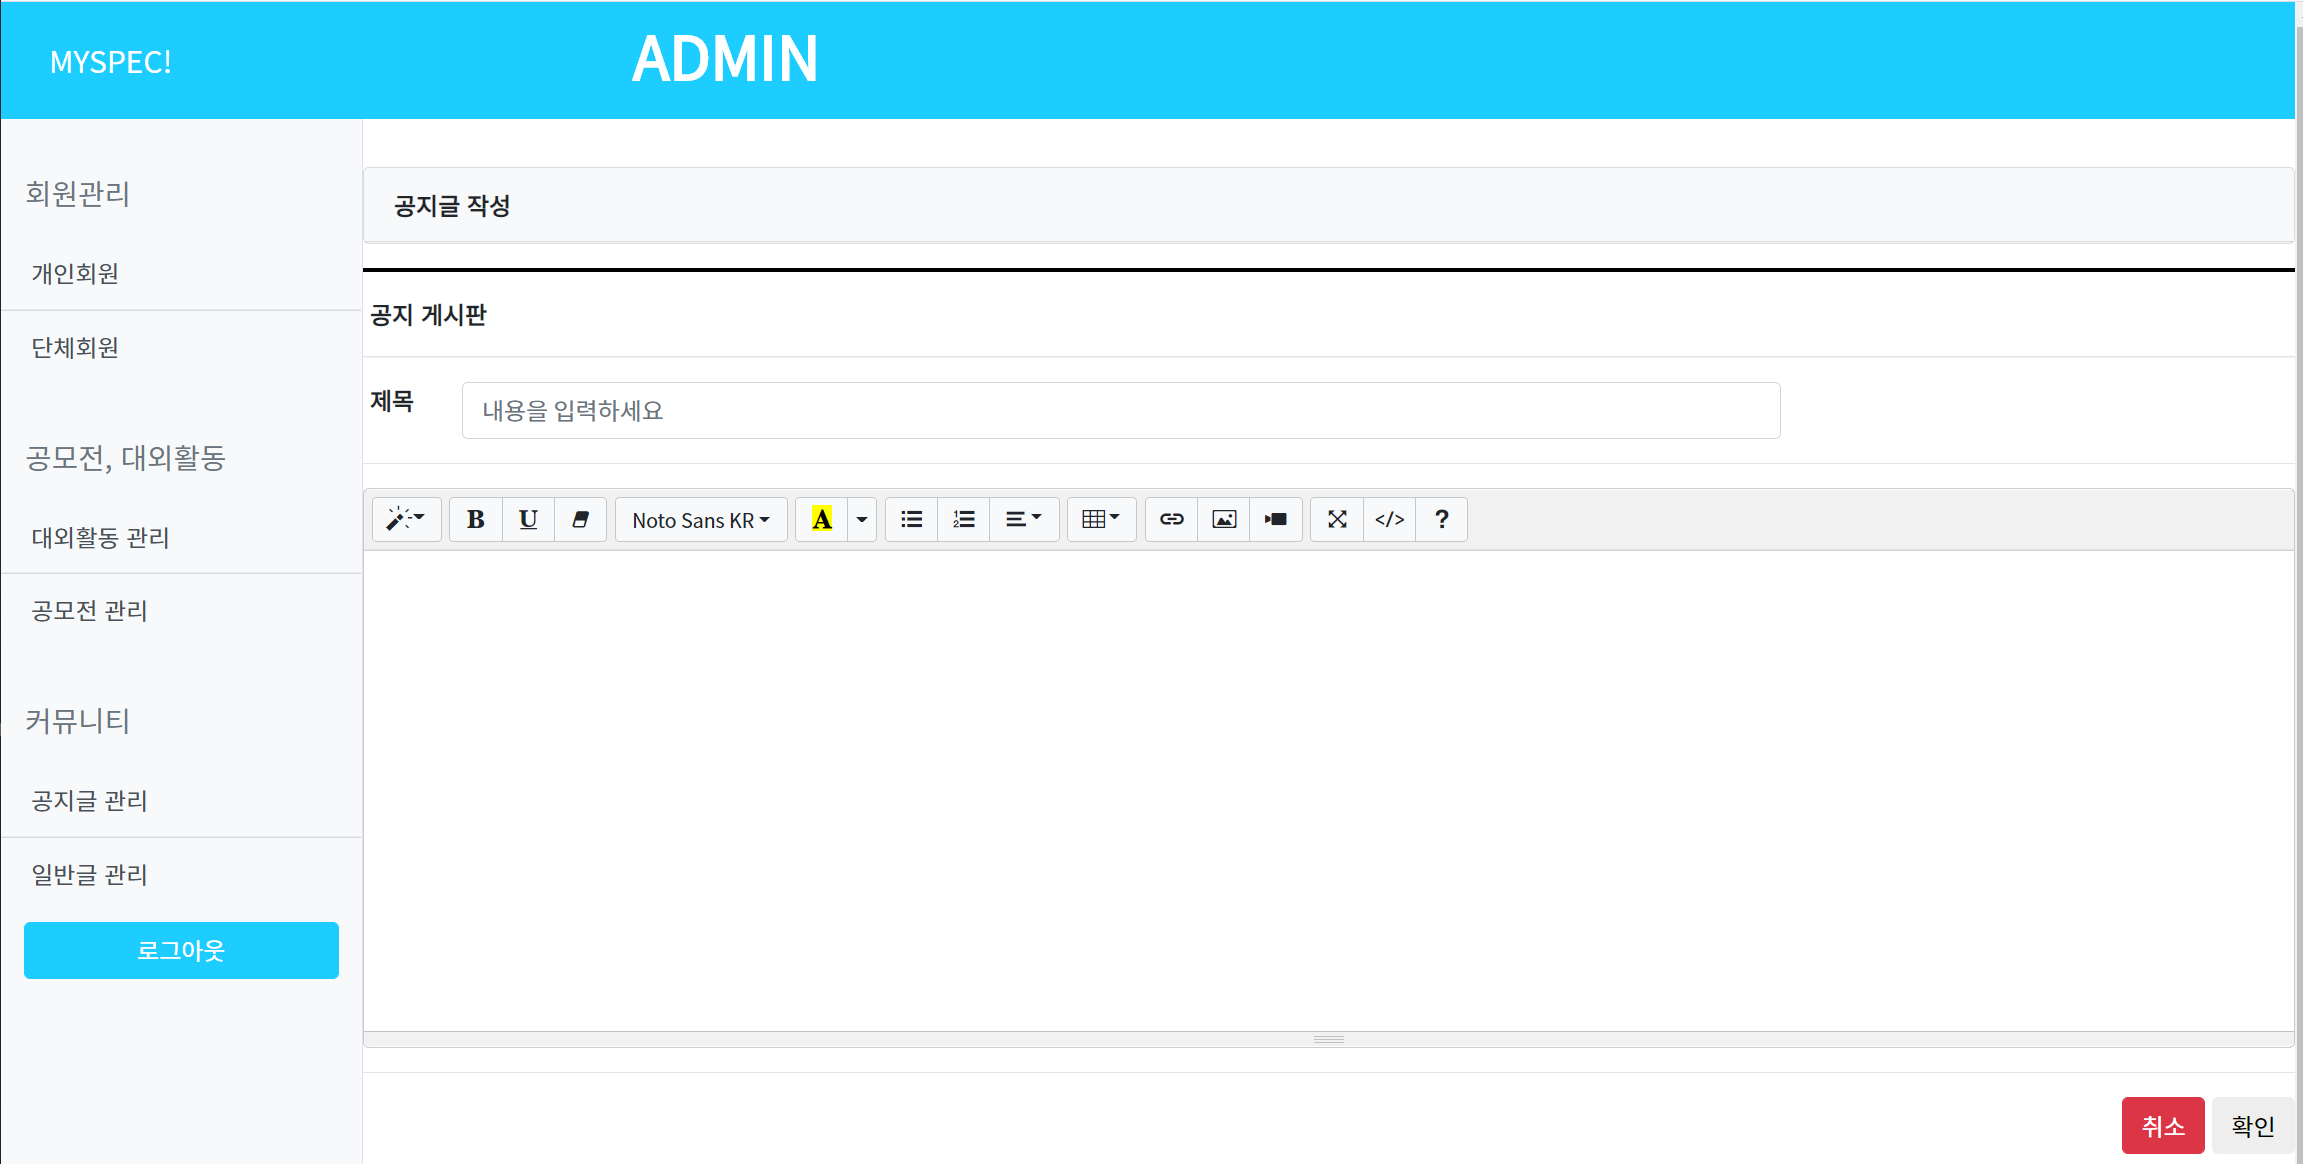 MYSPEC!
ADMIN
회원관리
개인회원
단체회원
공모전, 대외활동
대외활동 관리
공모전 관리
커뮤니티
공지글 관리
일반글 관리
로그아웃
공지글 작성
공지 게시판
제목
내용을 입력하세요
B U Noto Sans KR A </> ?
취소 확인